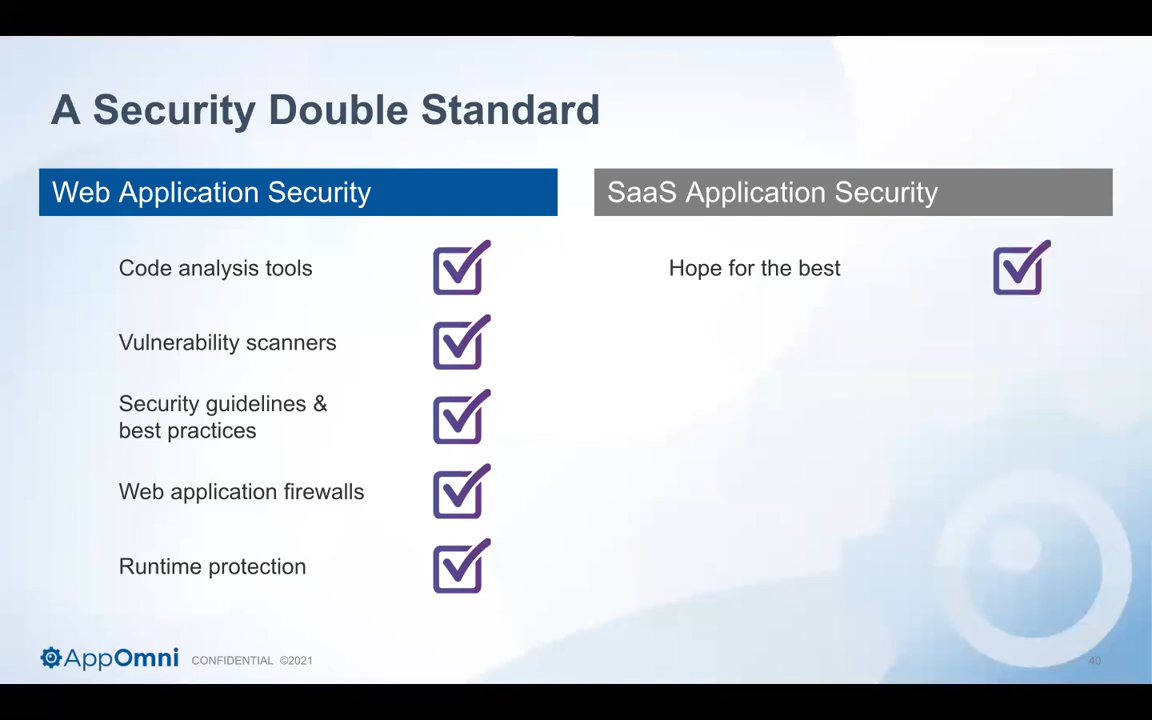 A Security Double Standard
Web Application Security
Code analysis tools
Vulnerability scanners
Security guidelines &
best practices
Web application firewalls
Runtime protection
SaaS Application Security
Hope for the best
AppOmni
CONFIDENTIAL ©2021
40